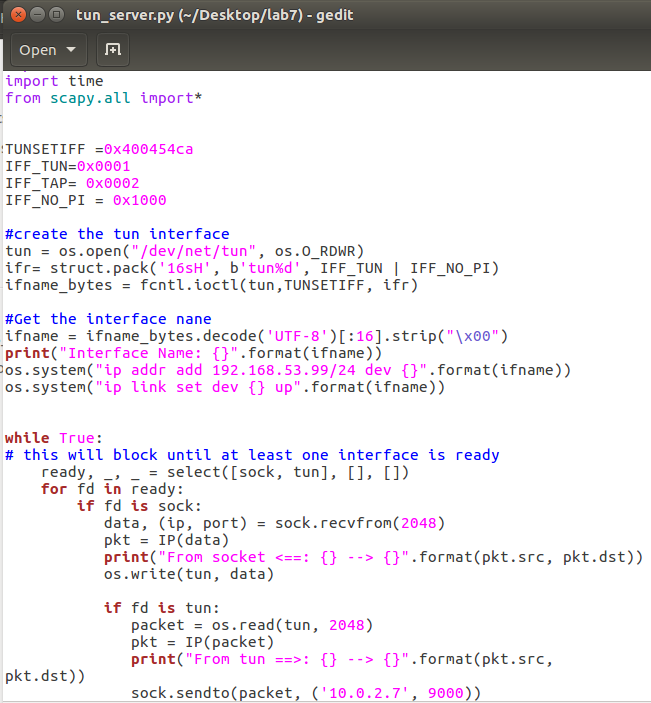 tun_server.py (~/Desktop/lab7) - gedit
Open
import time
from scapy.all import*
TUNSETIFF =0x400454ca
IFF_TUN=0x0001
IFF_TAP= 0x0002
IFF_NO_PI = 0x1000
#create the tun interface
tun = os.open("/dev/net/tun", os.O_RDWR)
ifr= struct.pack('16sH', b'tun%d', IFF_TUN | IFF_NO_PI)
ifname_bytes = fcntl.ioctl(tun,TUNSETIFF, ifr)
#Get the interface nane
ifname = ifname_bytes.decode('UTF-8')[:16].strip("\x00")
print("Interface Name: {}".format(ifname))
os.system("ip addr add 192.168.53.99/24 dev {}".format(ifname))
os.system("ip link set dev {} up".format(ifname))
while True:
# this will block until at least one interface is ready
    ready, _, _ = select([sock, tun], [], [])
    for fd in ready:
        if fd is sock:
           data, (ip, port) = sock.recvfrom(2048)
           pkt = IP(data)
           print("From socket <==: {} --> {}".format(pkt.src, pkt.dst))
           os.write(tun, data)
           if fd is tun:
              packet = os.read(tun, 2048)
              pkt = IP(packet)
              print("From tun ==>: {} --> {}".format(pkt.src,
pkt.dst))
              sock.sendto(packet, ('10.0.2.7', 9000))